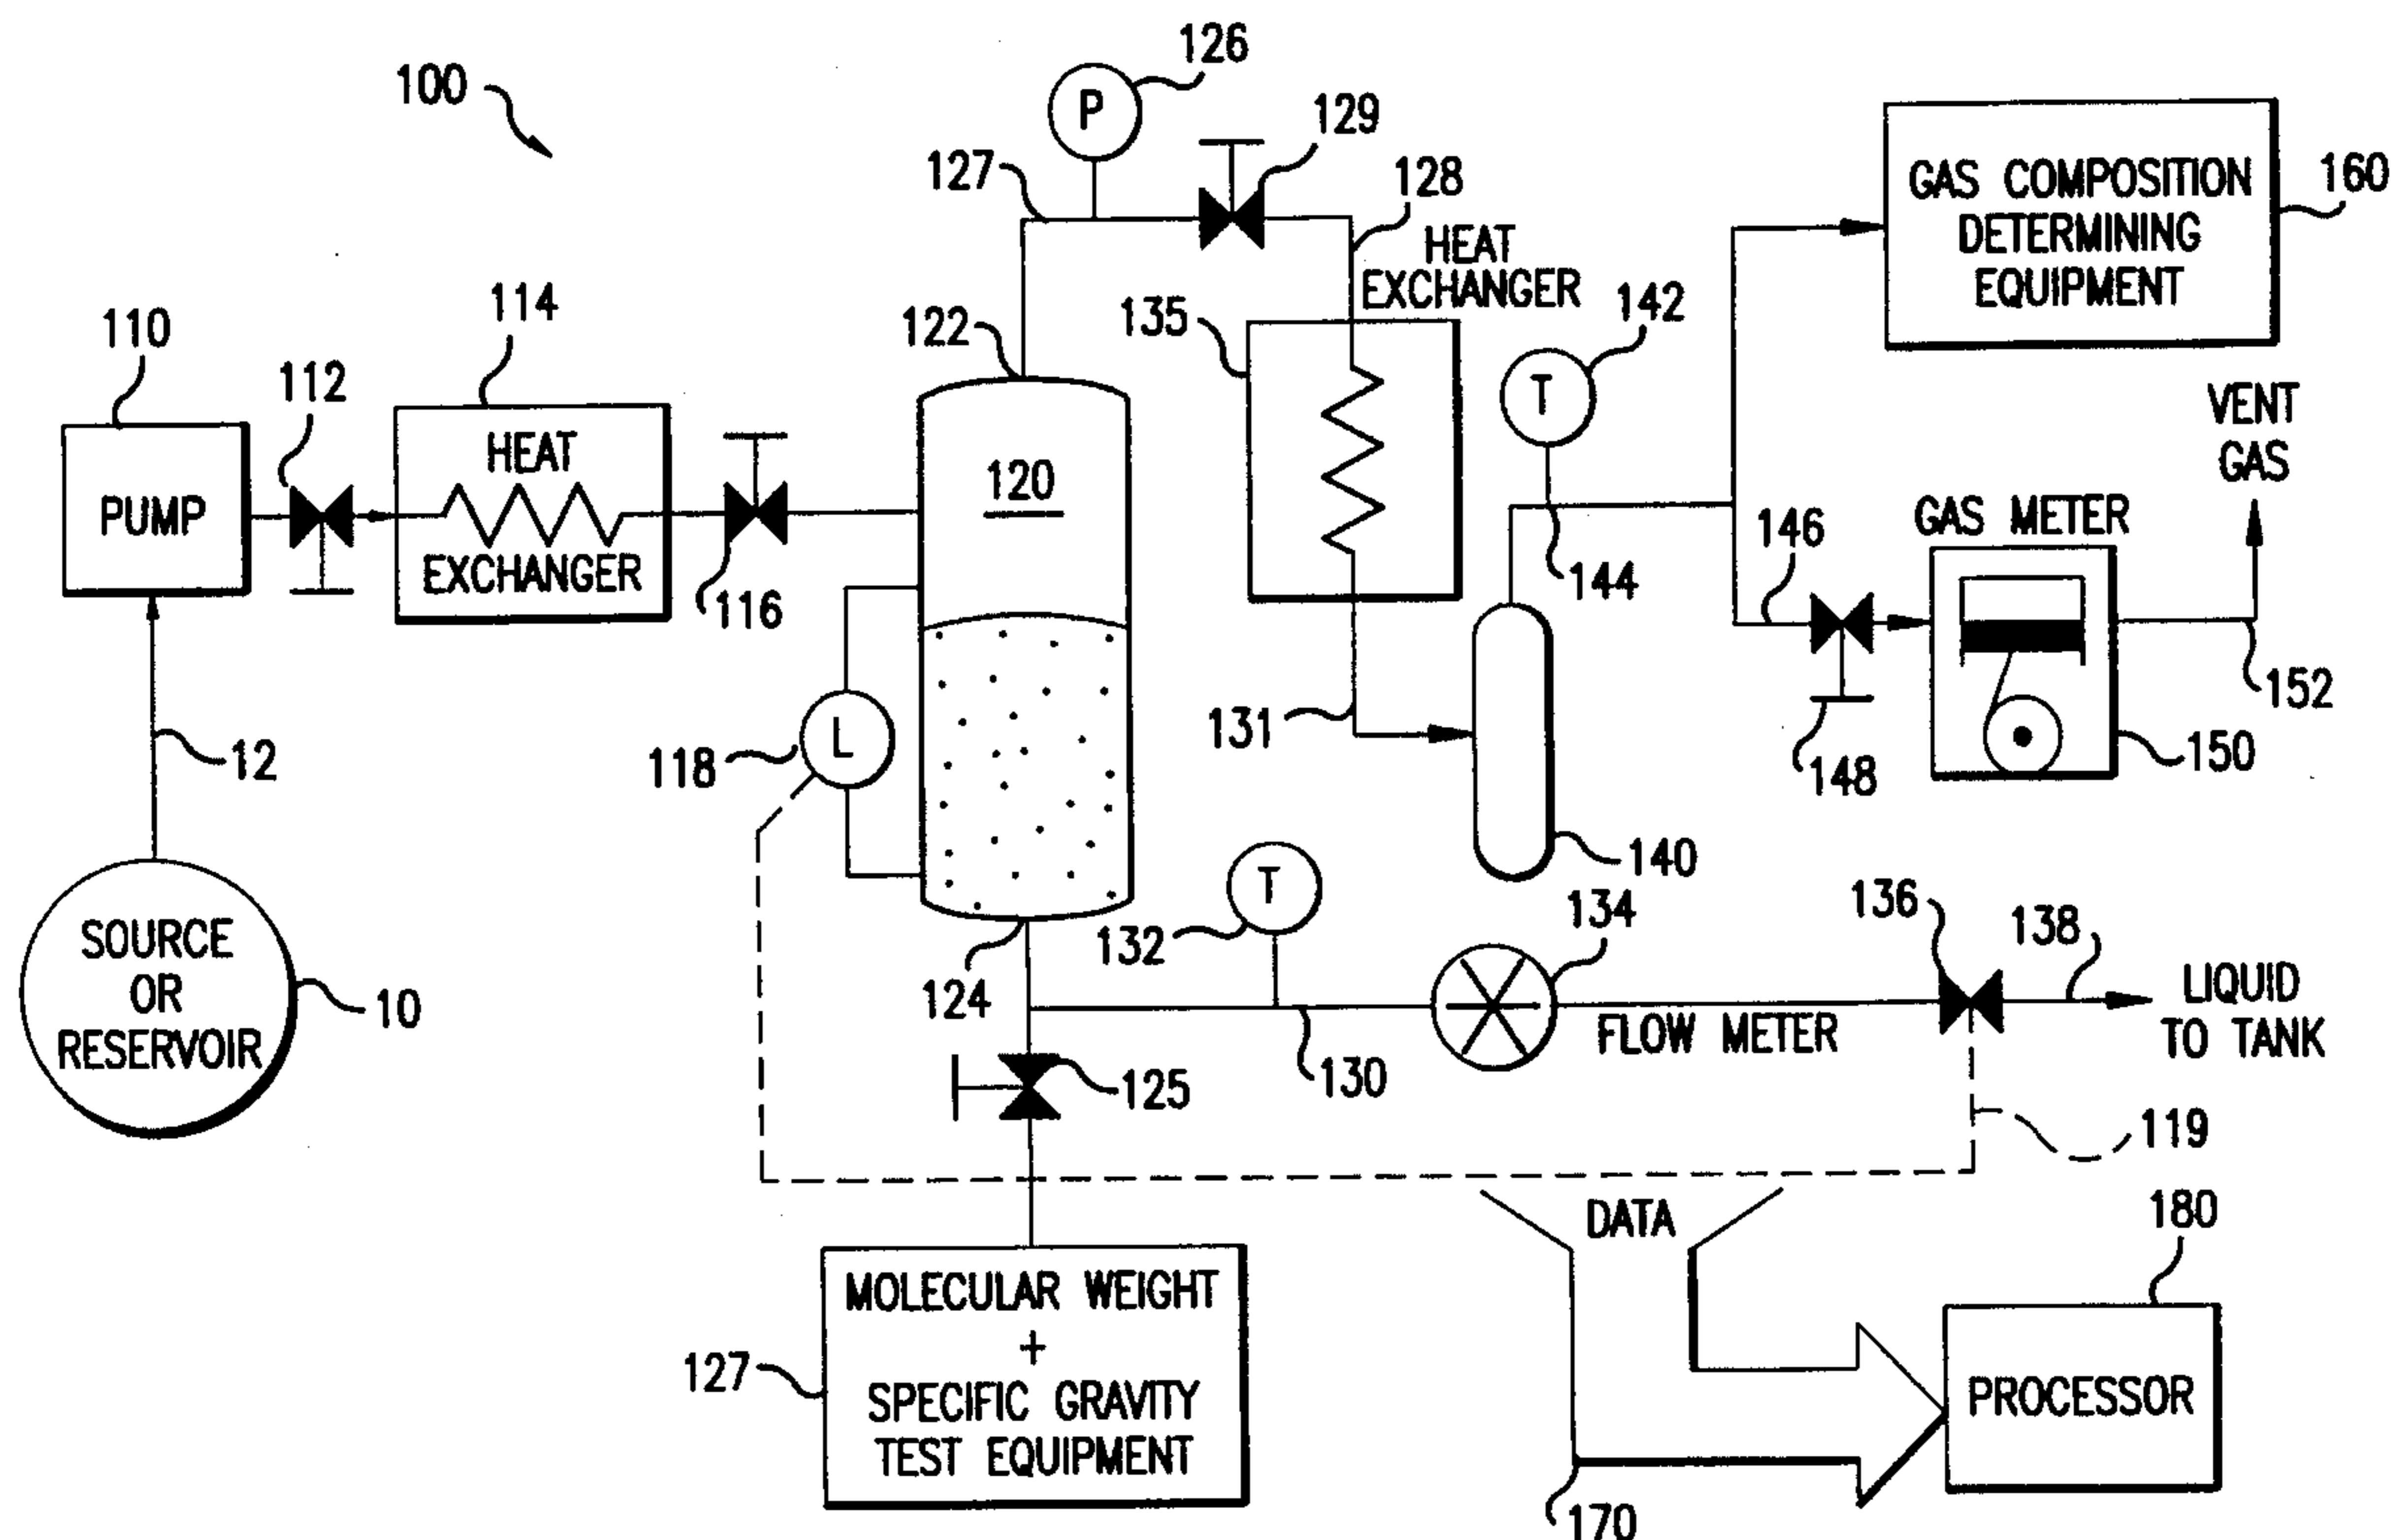 126
100
P
129
127
128
GAS COMPOSITION
DETERMINING
EQUIPMENT
160
HEAT
EXCHANGER
114
110
112
122
135
142
T
VENT
GAS
HEAT
EXCHANGER
PUMP
120
116
144
146
GAS METER
152
12
118
L
131
148
150
140
T
132
134
136
138
SOURCE
OR
RESERVOIR
10
124
FLOW METER
LIQUID
TO TANK
125
130
119
DATA
180
MOLECULAR WEIGHT
+
SPECIFIC GRAVITY
TEST EQUIPMENT
127
PROCESSOR
170